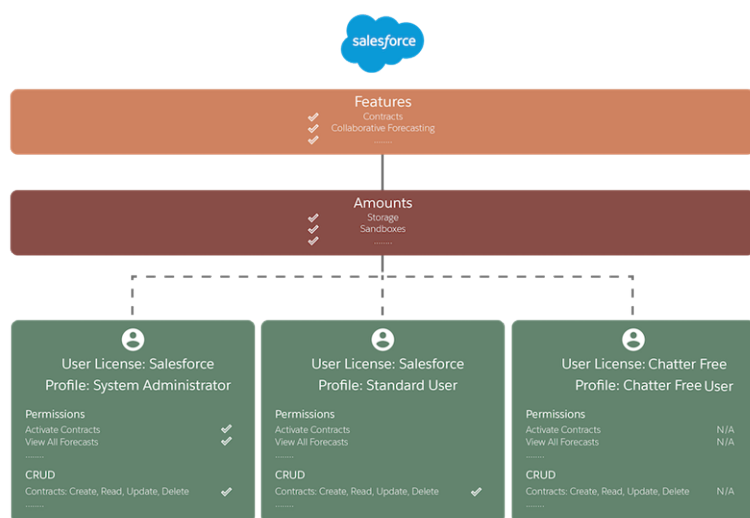 salesforce
Features
Contracts
Collaborative Forecasting
........
Amounts
Storage
Sandboxes
........
User License: Salesforce
Profile: System Administrator
Permissions
Activate Contracts
View All Forecasts
........
CRUD
Contracts: Create, Read, Update, Delete
........
User License: Salesforce
Profile: Standard User
Permissions
Activate Contracts
View All Forecasts
........
CRUD
Contracts: Create, Read, Update, Delete
........
User License: Chatter Free
Profile: Chatter Free User
Permissions
Activate Contracts N/A
View All Forecasts N/A
........
CRUD
Contracts: Create, Read, Update, Delete N/A
........